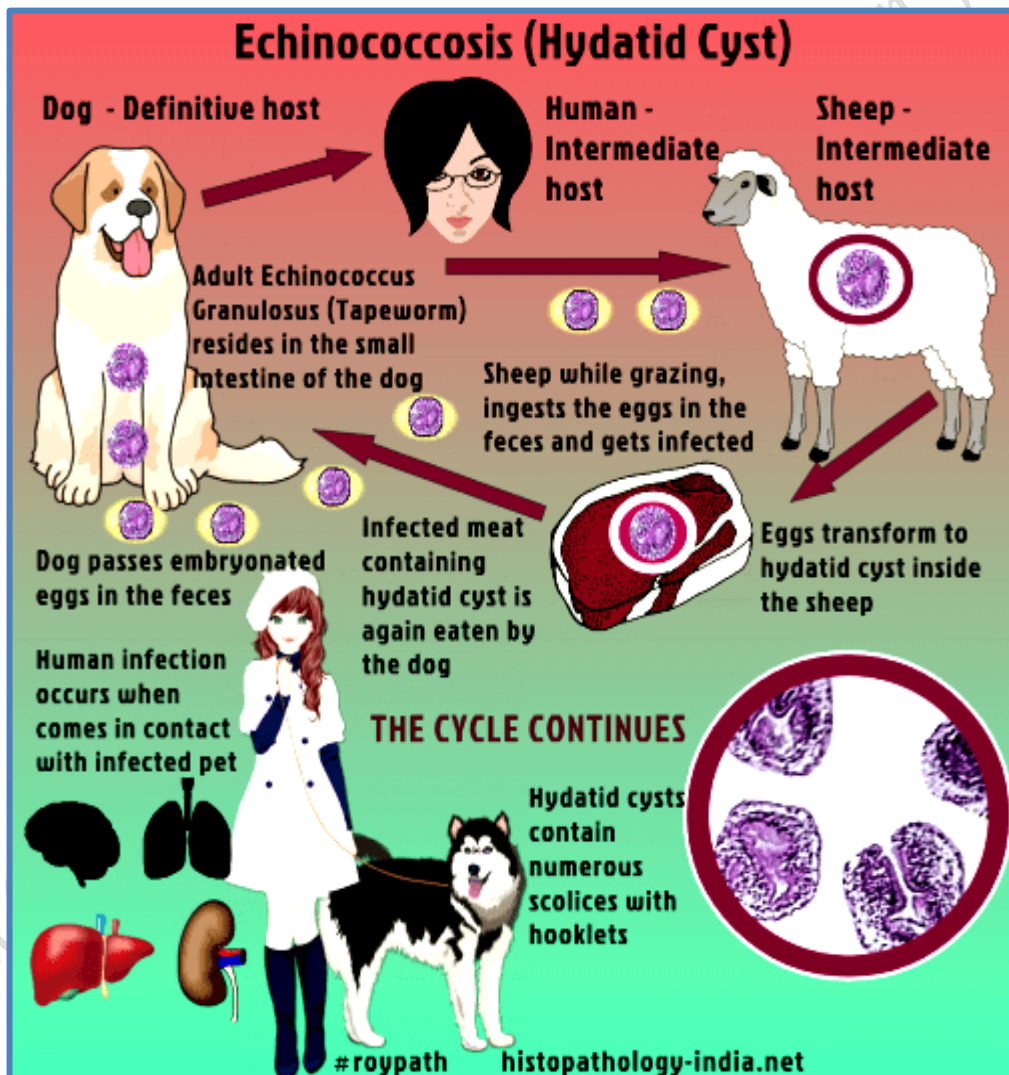 Echinococcosis (Hydatid Cyst)
Dog - Definitive host
Human -
Intermediate
host
Sheep -
Intermediate
host
Adult Echinococcus
Granulosus (Tapeworm)
resides in the small
intestine of the dog
Sheep while grazing,
ingests the eggs in the
feces and gets infected
Eggs transform to
hydatid cyst inside
the sheep
Infected meat
containing
hydatid cyst is
again eaten by
the dog
Dog passes embryonated
eggs in the feces
Human infection
occurs when
comes in contact
with infected pet
THE CYCLE CONTINUES
Hydatid cysts
contain
numerous
scolices with
hooklets
#roypath histopathology-india.net